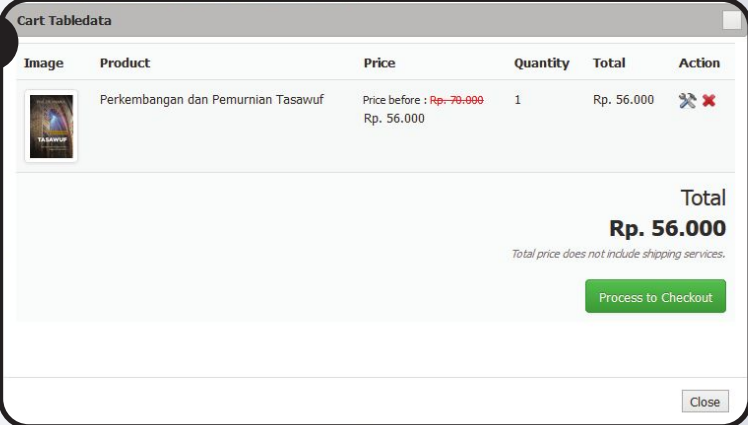 Cart Tabledata
Image Product Price Quantity Total Action
TASAWUF
Perkembangan dan Pemurnian Tasawuf Price before : Rp. 70.000 1 Rp. 56.000
Rp. 56.000
Total
Rp. 56.000
Total price does not include shipping services.
Process to Checkout
Close